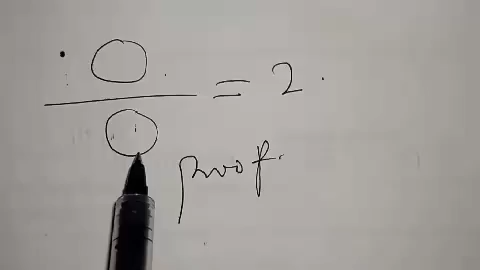 0
— = 2
0
proof.